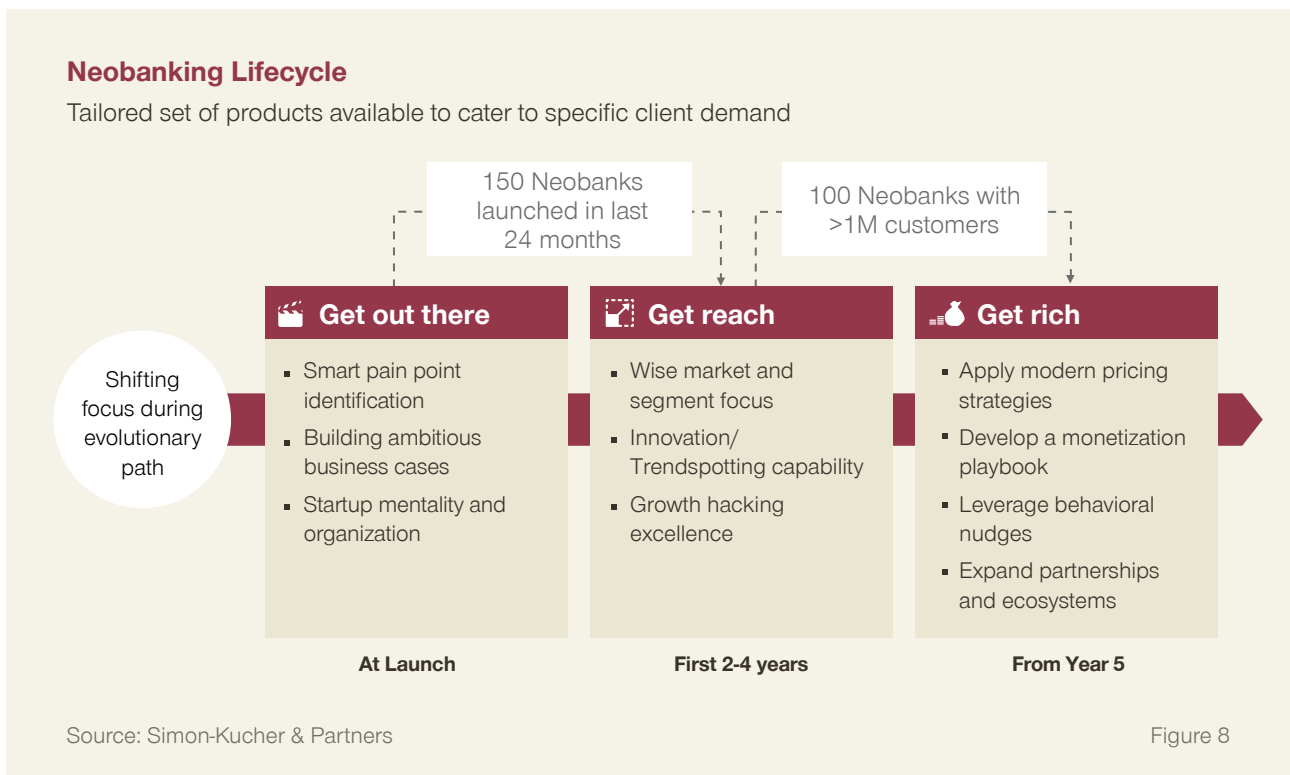 Neobanking Lifecycle
Tailored set of products available to cater to specific client demand
150 Neobanks
launched in last
24 months
100 Neobanks with
>1M customers
Shifting
focus during
evolutionary
path
Get out there
▪ Smart pain point
identification
▪ Building ambitious
business cases
▪ Startup mentality and
organization
At Launch
Get reach
▪ Wise market and
segment focus
▪ Innovation/
Trendspotting capability
▪ Growth hacking
excellence
First 2-4 years
Get rich
▪ Apply modern pricing
strategies
▪ Develop a monetization
playbook
▪ Leverage behavioral
nudges
▪ Expand partnerships
and ecosystems
From Year 5
Source: Simon-Kucher & Partners
Figure 8